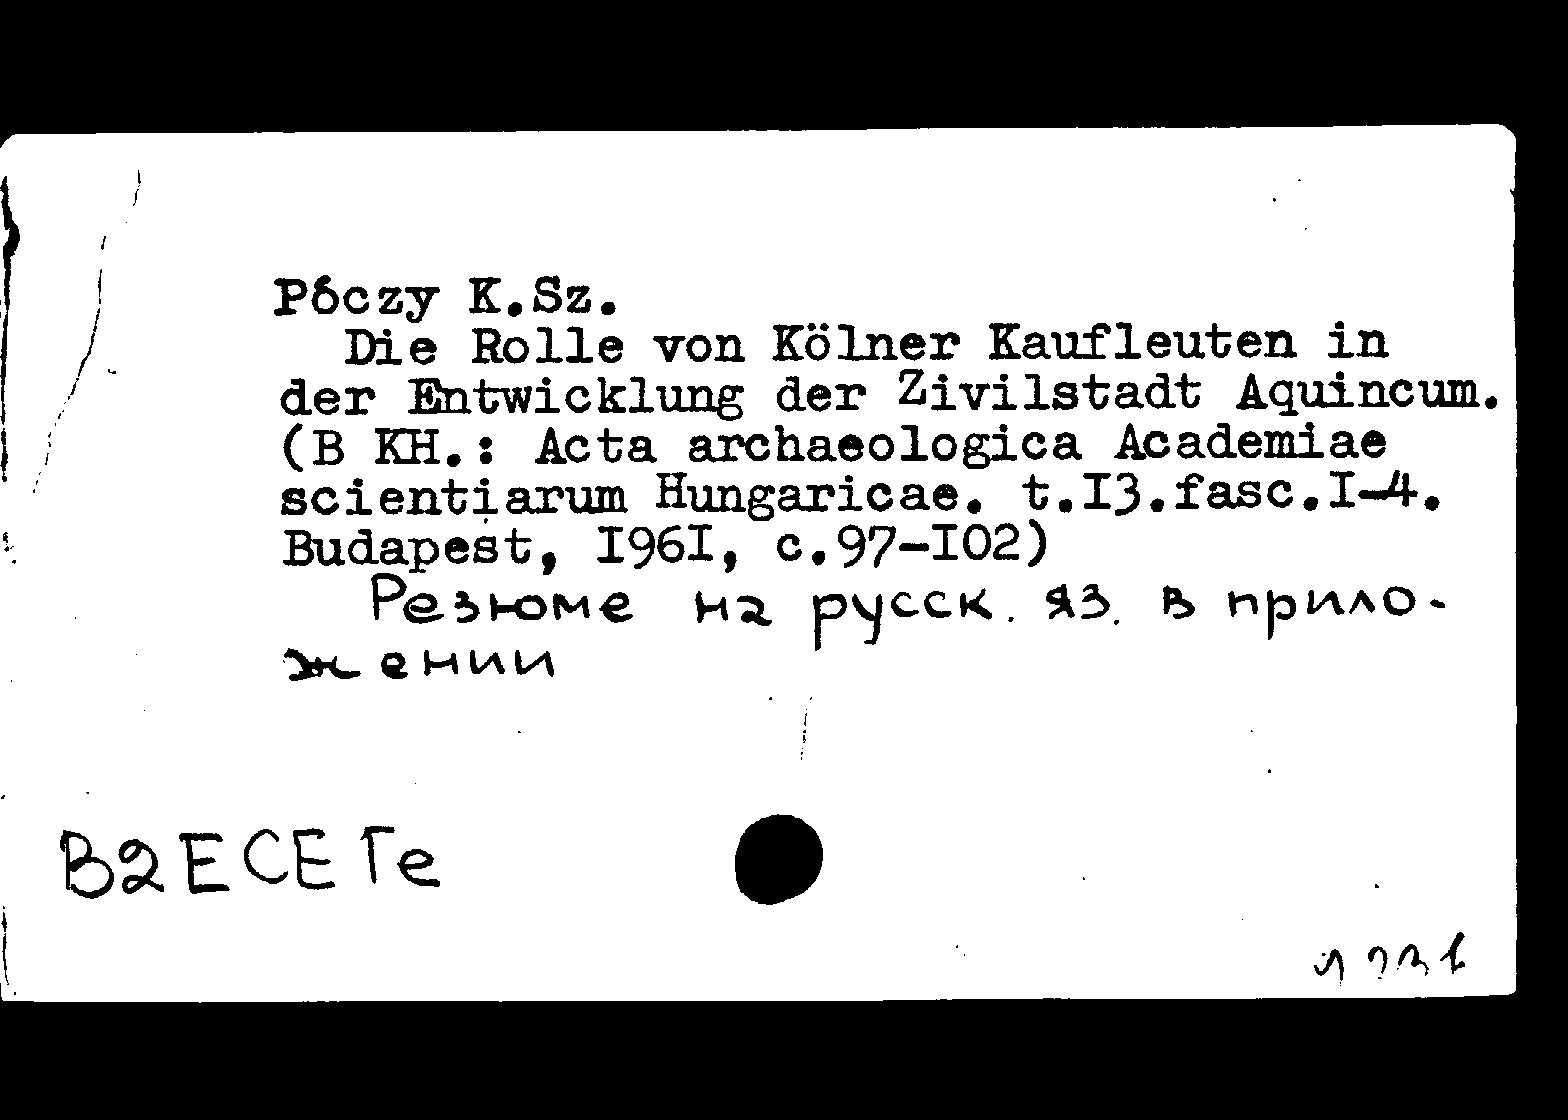 Póczy K.Sz.
Die Rolle von Kölner Kaufleuten in
der Entwicklung der Zivilstadt Aquincum.
(В КН.: Acta archaeologica Academiae
scientiarum Hungaricae. t.I3.fasc.I-4.
Budapest, I96I, c.97-I02)
Резюме на русск. яз. в прило-
жении
В2ЕСЕГе